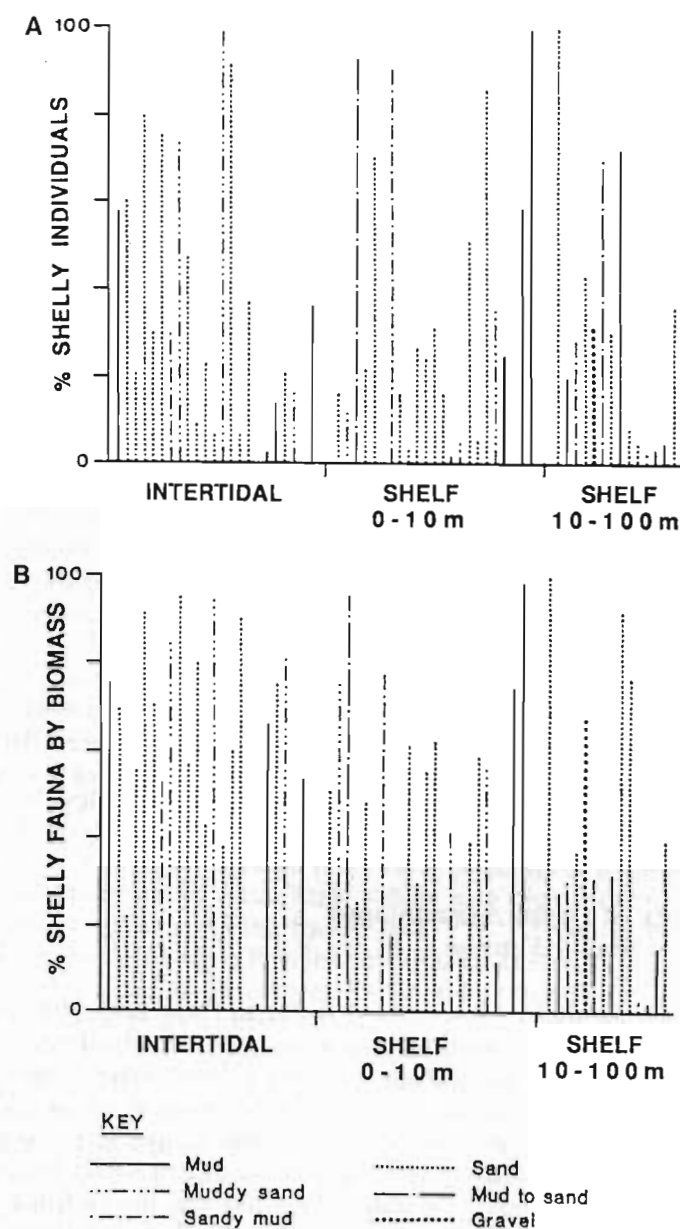 A
100
% SHELLY INDIVIDUALS
0
INTERTIDAL
SHELF
0-10m
SHELF
10-100m
B
100
% SHELLY FAUNA BY BIOMASS
0
INTERTIDAL
SHELF
0-10m
SHELF
10-100m
KEY
Mud
Muddy sand
Sandy mud
Sand
Mud to sand
Gravel